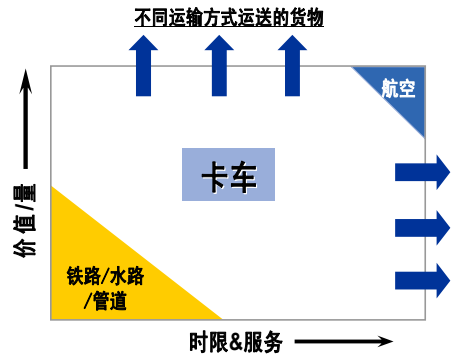 不同运输方式运送的货物
航空
卡车
价值/量
铁路/水路
/管道
时限&服务